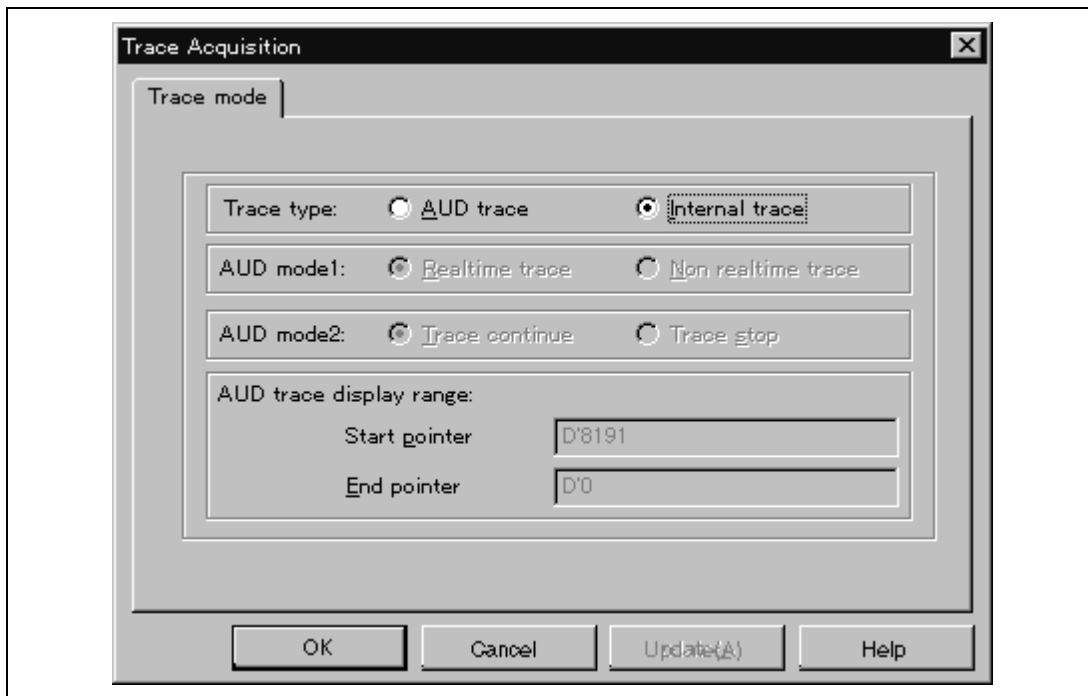 Trace Acquisition
Trace mode
Trace type: AUD trace Internal trace
AUD mode1: Realtime trace Non realtime trace
AUD mode2: Trace continue Trace stop
AUD trace display range:
Start pointer D'8191
End pointer D'0
OK Cancel Update(A) Help